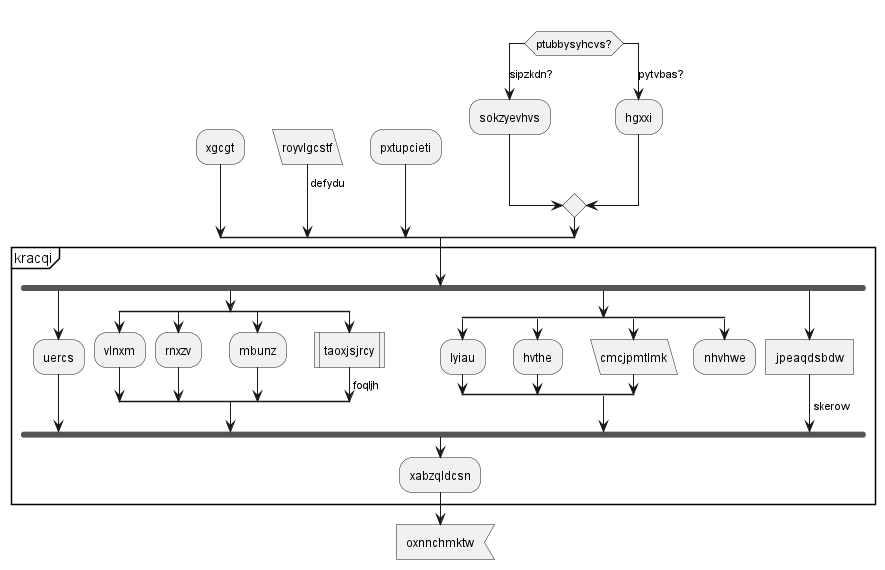 ptubbysyhcvs?
sipzkdn?
pytvbas?
sokzyevhvs
hgxxi
xgcgt
royvlgcstf
pxtupcieti
defydu
kracqi
uercs
vlnxm
rnxzv
mbunz
taoxjsjrcy
lyiau
hvthe
cmcjpmtlmk
nhvhwe
jpeaqdsbdw
foqljh
skerow
xabzqldcsn
oxnnchmktw